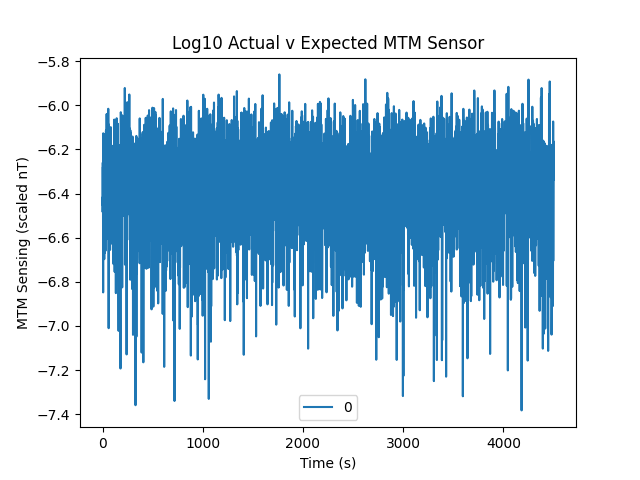 Log10 Actual v Expected MTM Sensor
MTM Sensing (scaled nT)
−5.8
−6.0
−6.2
−6.4
−6.6
−6.8
−7.0
−7.2
−7.4
0
0 1000 2000 3000 4000
Time (s)